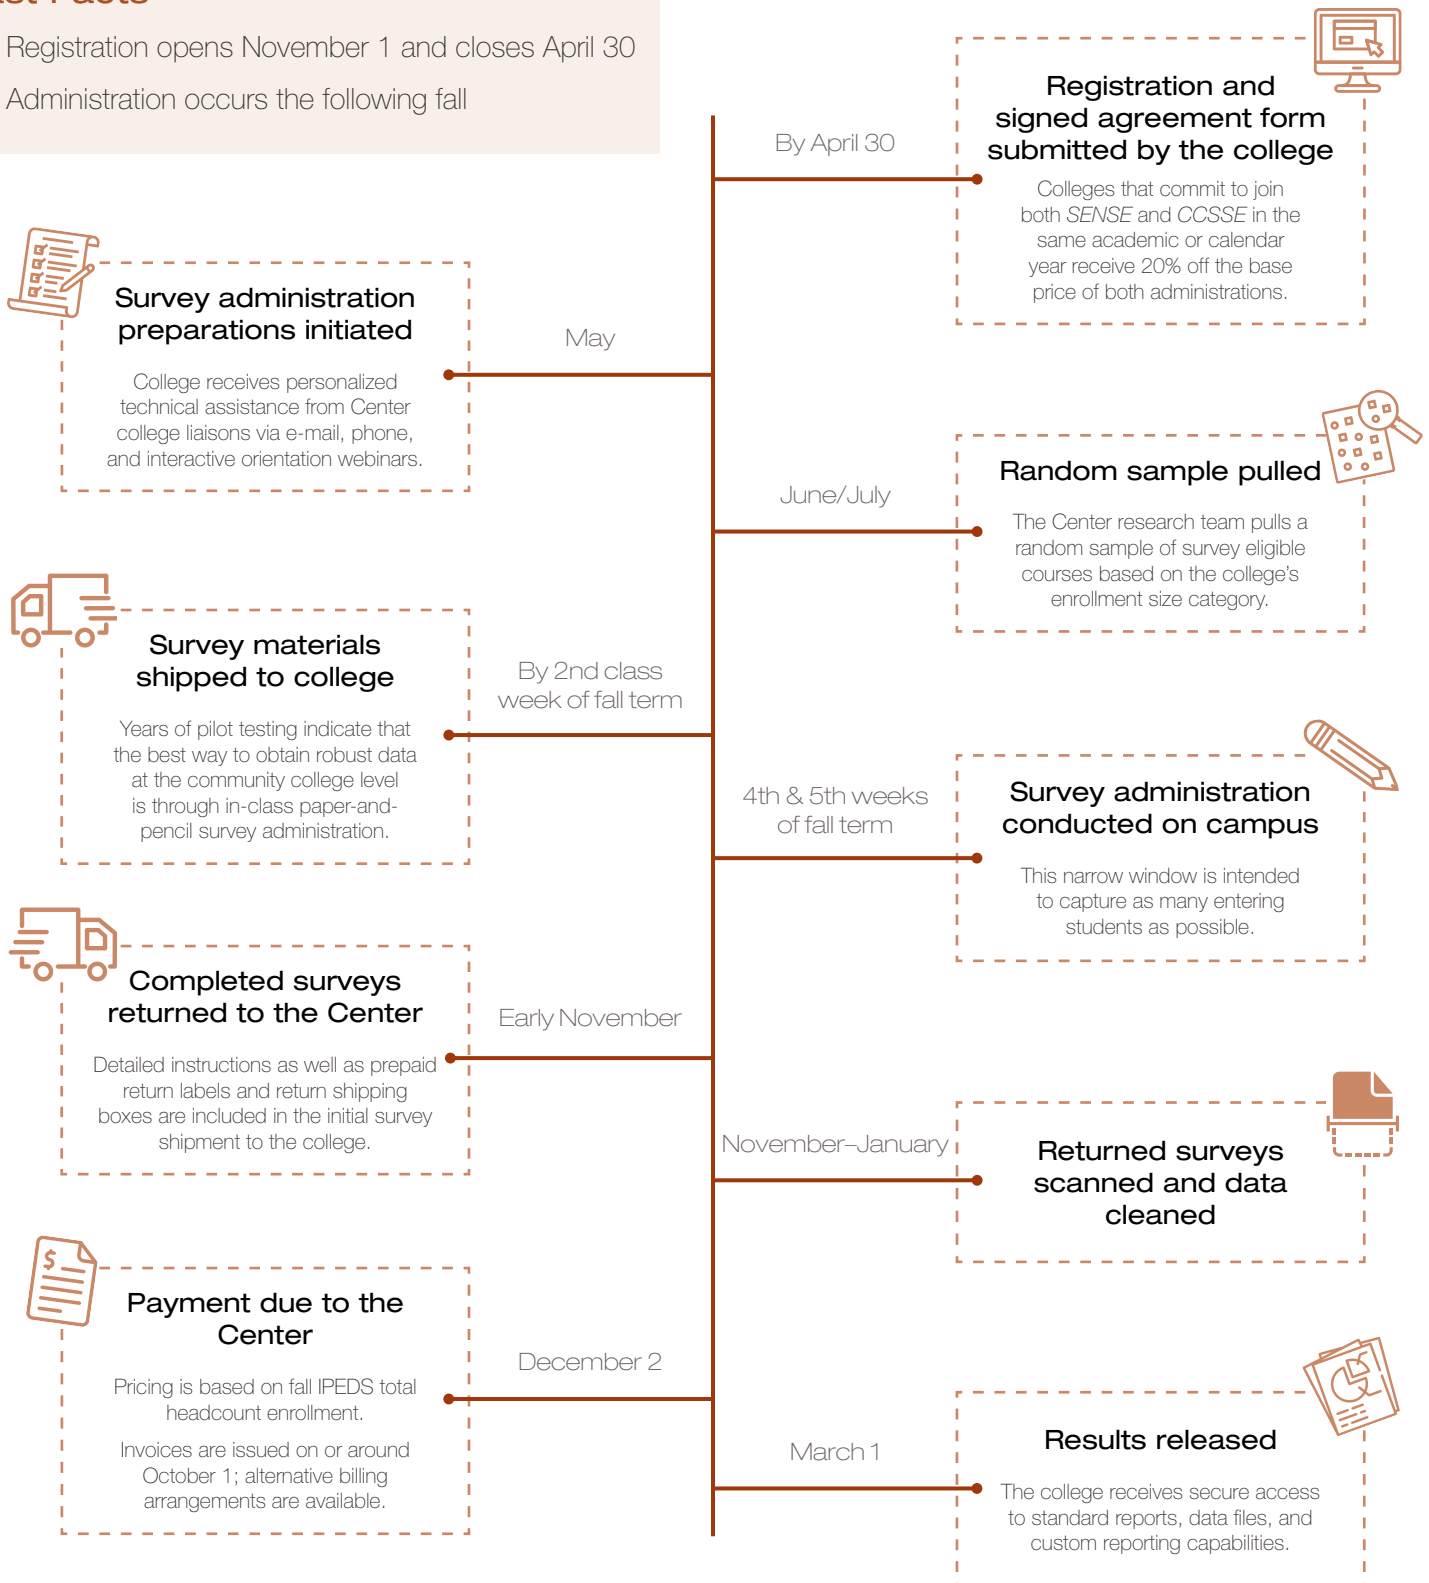 Registration opens November 1 and closes April 30
Administration occurs the following fall
By April 30
Registration and
signed agreement form
submitted by the college
Colleges that commit to join
both SENSE and CCSSE in the
same academic or calendar
year receive 20% off the base
price of both administrations.
Survey administration
preparations initiated
College receives personalized
technical assistance from Center
college liaisons via e-mail, phone,
and interactive orientation webinars.
May
June/July
Random sample pulled
The Center research team pulls a
random sample of survey eligible
courses based on the college’s
enrollment size category.
Survey materials
shipped to college
Years of pilot testing indicate that
the best way to obtain robust data
at the community college level
is through in-class paper-and-
pencil survey administration.
By 2nd class
week of fall term
4th & 5th weeks
of fall term
Survey administration
conducted on campus
This narrow window is intended
to capture as many entering
students as possible.
Completed surveys
returned to the Center
Detailed instructions as well as prepaid
return labels and return shipping
boxes are included in the initial survey
shipment to the college.
Early November
November–January
Returned surveys
scanned and data
cleaned
$
Payment due to the
Center
Pricing is based on fall IPEDS total
headcount enrollment.
Invoices are issued on or around
October 1; alternative billing
arrangements are available.
December 2
March 1
Results released
The college receives secure access
to standard reports, data files, and
custom reporting capabilities.